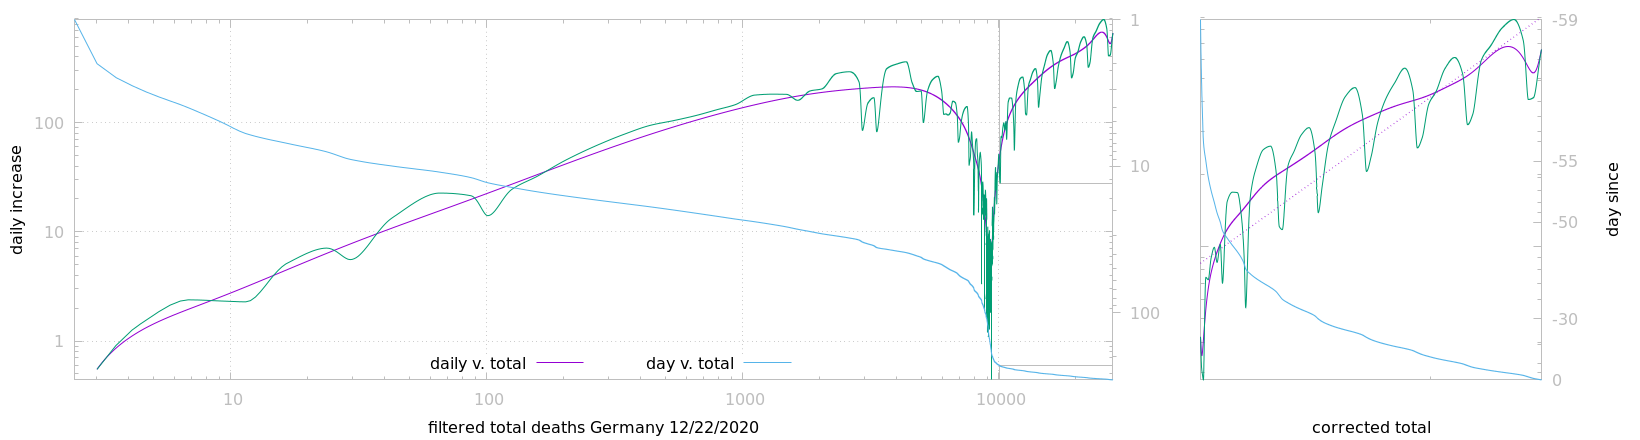 daily increase
100
10
1
10
100
1000
10000
1
10
100
daily v. total
day v. total
filtered total deaths Germany 12/22/2020
-59
-55
-50
-30
0
day since
corrected total